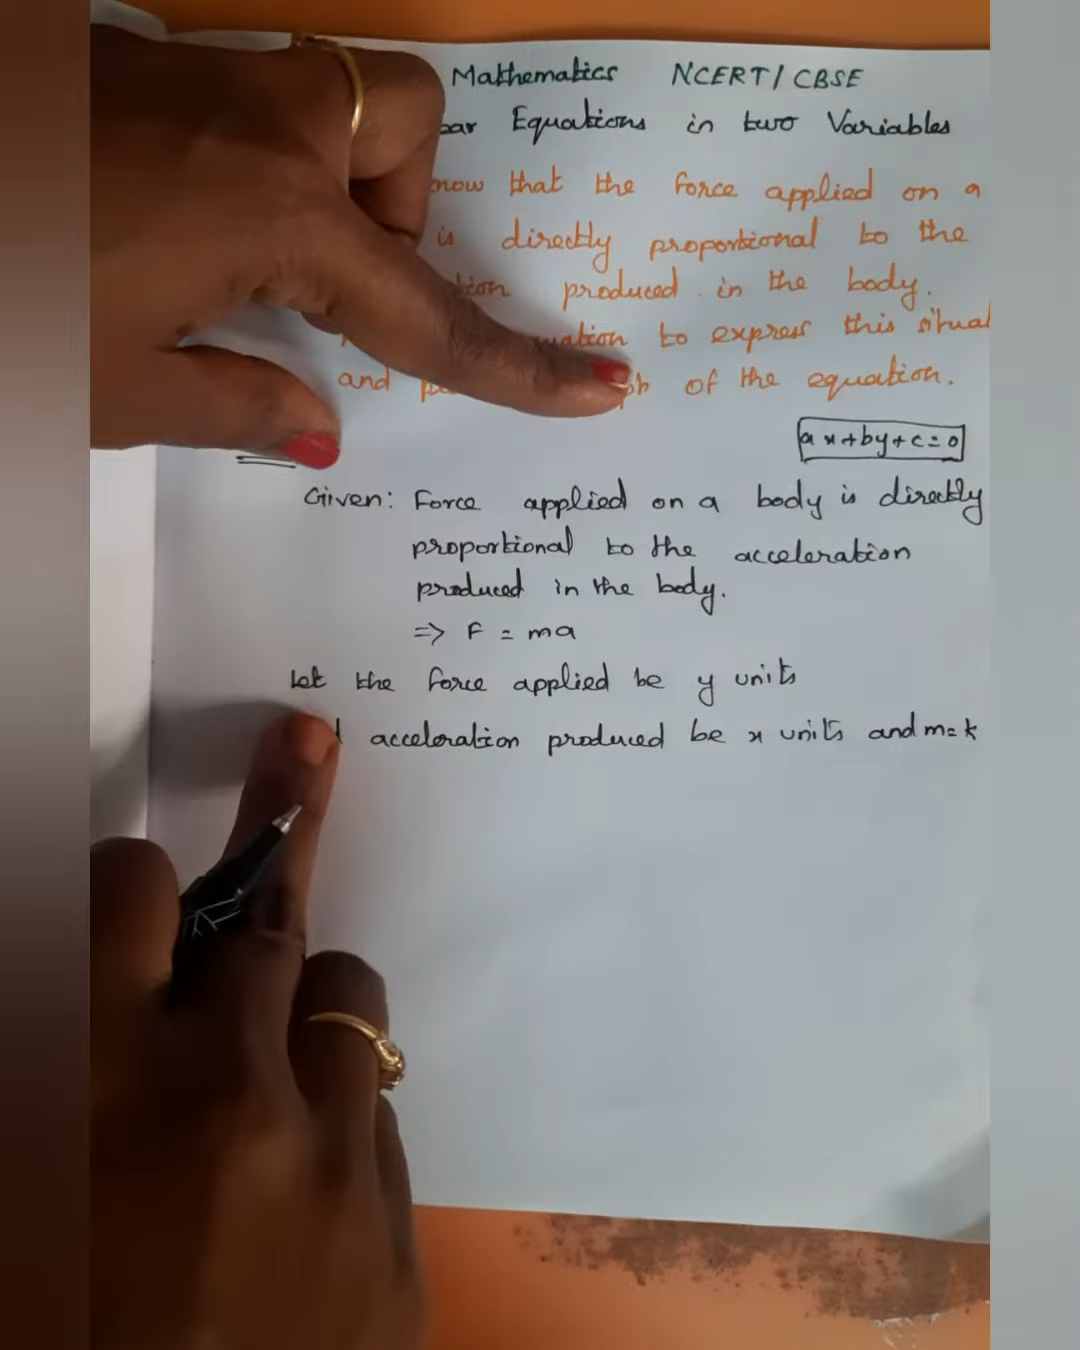 Mathematics NCERT/CBSE
Equations in two Variables
that the force applied on a
is directly proportional to the
produced in the body.
to express this
and of the equation.
ax+by+c=0
Given: Force applied on a body is directly
proportional to the acceleration
produced in the body.
=> F = ma
Let the force applied be y units
acceleration produced be x units and m=k